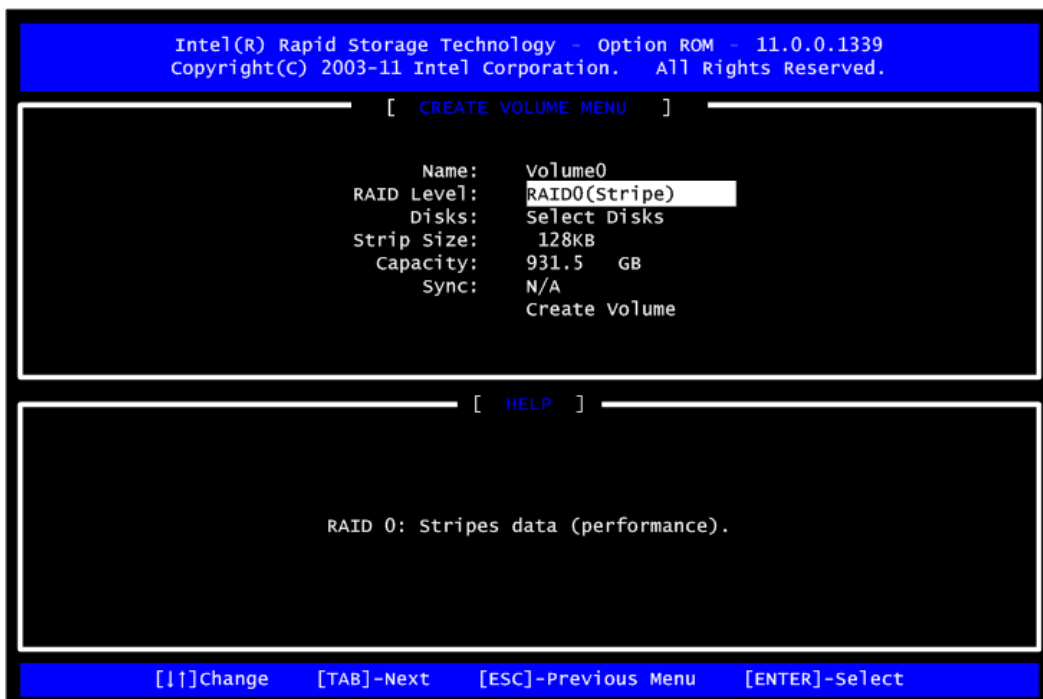 Intel(R) Rapid Storage Technology - Option ROM - 11.0.0.1339
Copyright(C) 2003-11 Intel Corporation. All Rights Reserved.
[ CREATE VOLUME MENU ]
Name: Volume0
RAID Level: RAID0(Stripe)
Disks: Select Disks
Strip Size: 128KB
Capacity: 931.5 GB
Sync: N/A
Create Volume
[ HELP ]
RAID 0: Stripes data (performance).
[↓↑]Change [TAB]-Next [ESC]-Previous Menu [ENTER]-Select